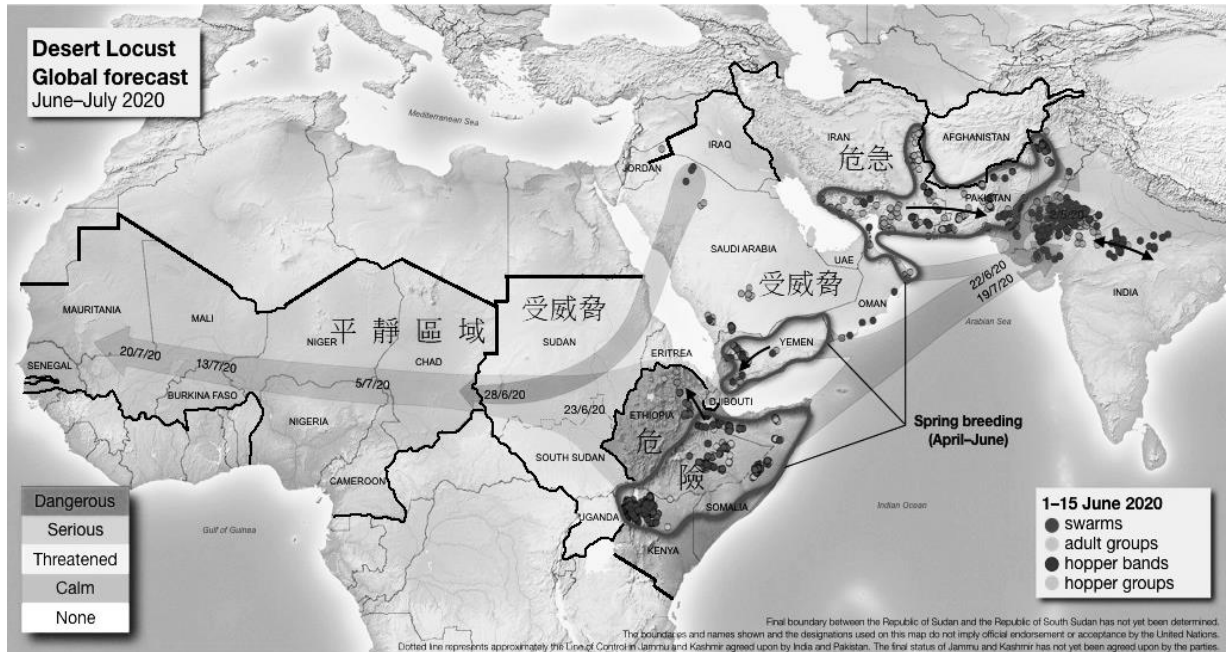 Desert Locust
Global forecast
June–July 2020
Mediterranean Sea
JORDAN
IRAQ
IRAN
危急
AFGHANISTAN
PAKISTAN
SAUDI ARABIA
UAE
受威脅
OMAN
22/6/20
19/7/20
INDIA
Arabian Sea
MAURITANIA
MALI
NIGER
平靜區域
CHAD
受威脅
SUDAN
ERITREA
YEMEN
SENEGAL
20/7/20
13/7/20
5/7/20
28/6/20
23/6/20
BURKINA FASO
NIGERIA
ETHIOPIA
DJIBOUTI
危
險
Spring breeding
(April–June)
CAMEROON
SOUTH SUDAN
UGANDA
SOMALIA
KENYA
Gulf of Guinea
Indian Ocean
Dangerous
Serious
Threatened
Calm
None
1–15 June 2020
swarms
adult groups
hopper bands
hopper groups
Final boundary between the Republic of Sudan and the Republic of South Sudan has not yet been determined.
The boundaries and names shown and the designations used on this map do not imply official endorsement or acceptance by the United Nations.
Dotted line represents approximately the Line of Control in Jammu and Kashmir agreed upon by India and Pakistan. The final status of Jammu and Kashmir has not yet been agreed upon by the parties.